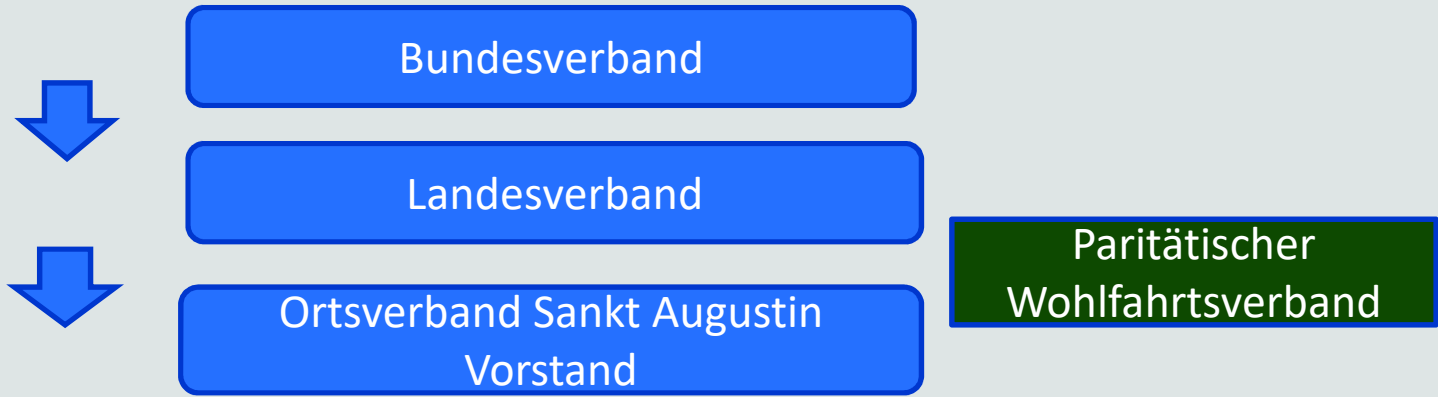 Bundesverband
Landesverband
Paritätischer
Wohlfahrtsverband
Ortsverband Sankt Augustin
Vorstand